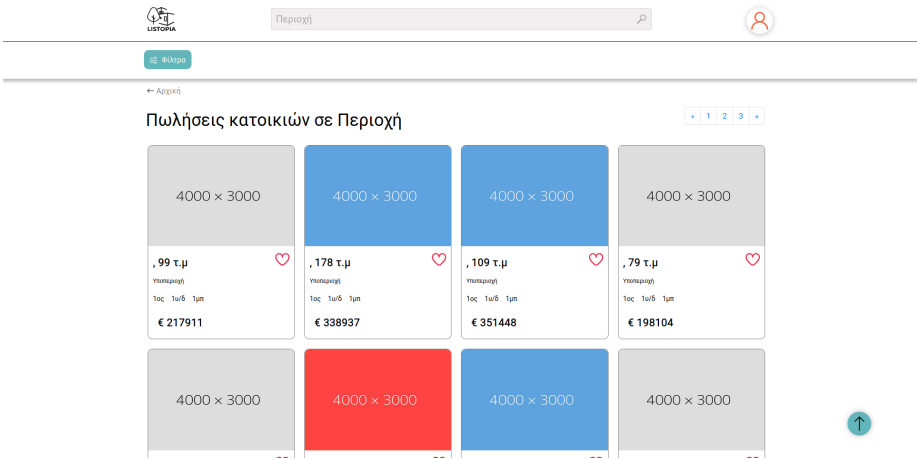 LISTOPIA
Περιοχή
Φίλτρα
← Αρχική
Πωλήσεις κατοικιών σε Περιοχή
« 1 2 3 »
4000 × 3000
4000 × 3000
4000 × 3000
4000 × 3000
, 99 τ.μ
, 178 τ.μ
, 109 τ.μ
, 79 τ.μ
Υποπεριοχή
Υποπεριοχή
Υποπεριοχή
Υποπεριοχή
1ος 1υ/δ 1μπ
1ος 1υ/δ 1μπ
1ος 1υ/δ 1μπ
1ος 1υ/δ 1μπ
€ 217911
€ 338937
€ 351448
€ 198104
4000 × 3000
4000 × 3000
4000 × 3000
4000 × 3000